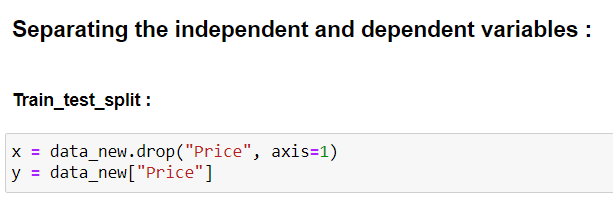 Separating the independent and dependent variables :
Train_test_split :
x = data_new.drop("Price", axis=1)
y = data_new["Price"]